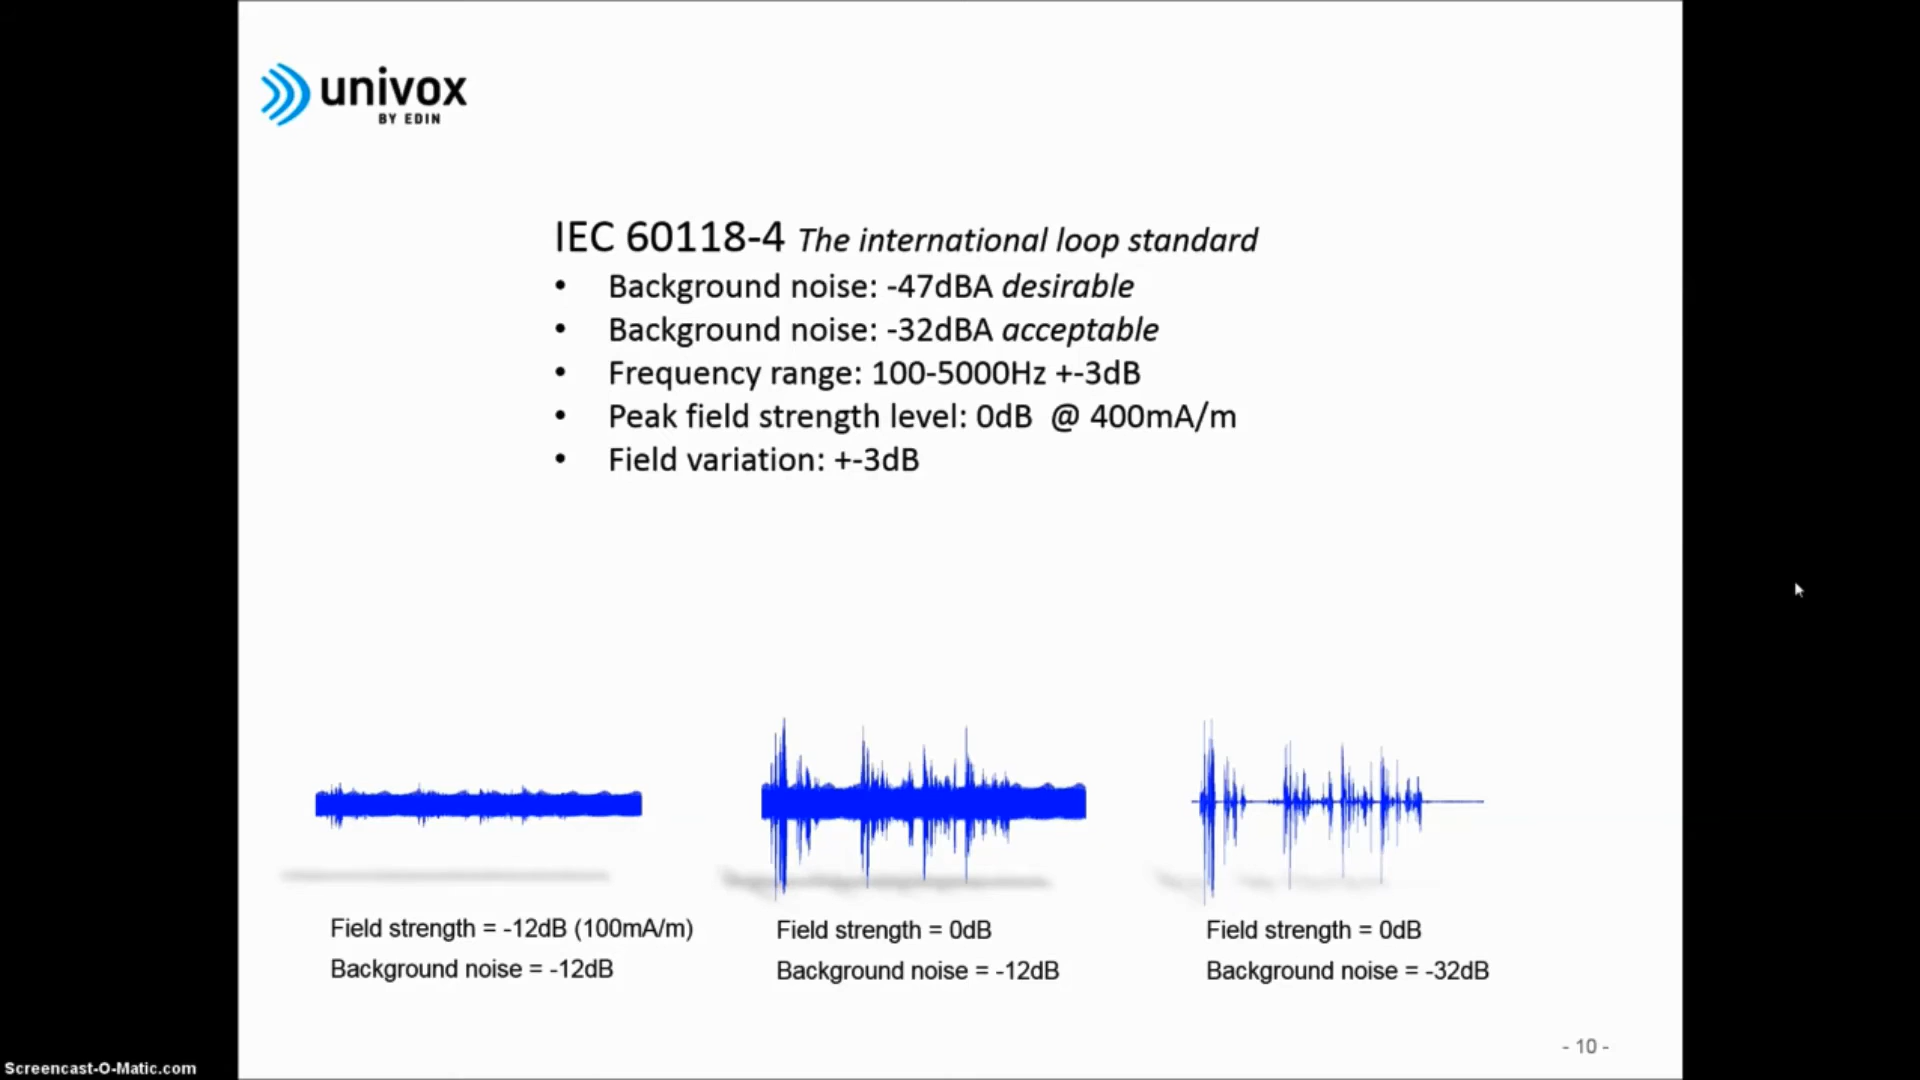 univox
BY EDIN
IEC 60118-4 The international loop standard
• Background noise: -47dBA desirable
• Background noise: -32dBA acceptable
• Frequency range: 100-5000Hz +-3dB
• Peak field strength level: 0dB @ 400mA/m
• Field variation: +-3dB
Field strength = -12dB (100mA/m)
Background noise = -12dB
Field strength = 0dB
Background noise = -12dB
Field strength = 0dB
Background noise = -32dB
- 10 -
Screencast-O-Matic.com